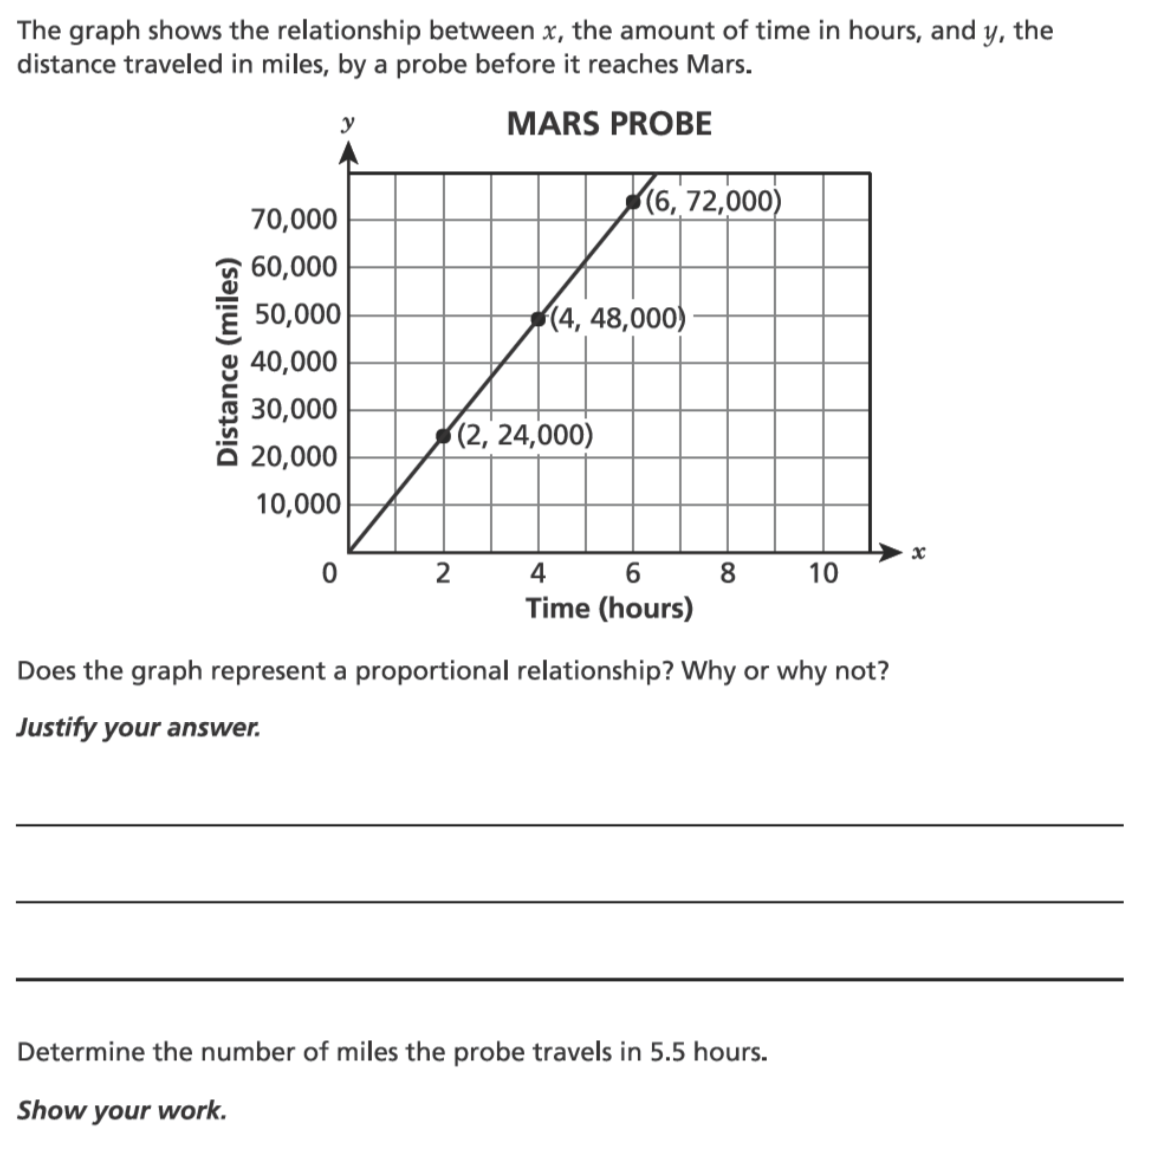 The graph shows the relationship between x, the amount of time in hours, and y, the
distance traveled in miles, by a probe before it reaches Mars.
MARS PROBE
y
(6, 72,000)
70,000
60,000
50,000
(4, 48,000)
40,000
30,000
(2, 24,000)
20,000
10,000
Distance (miles)
x
0 2 4 6 8 10
Time (hours)
Does the graph represent a proportional relationship? Why or why not?
Justify your answer.
Determine the number of miles the probe travels in 5.5 hours.
Show your work.